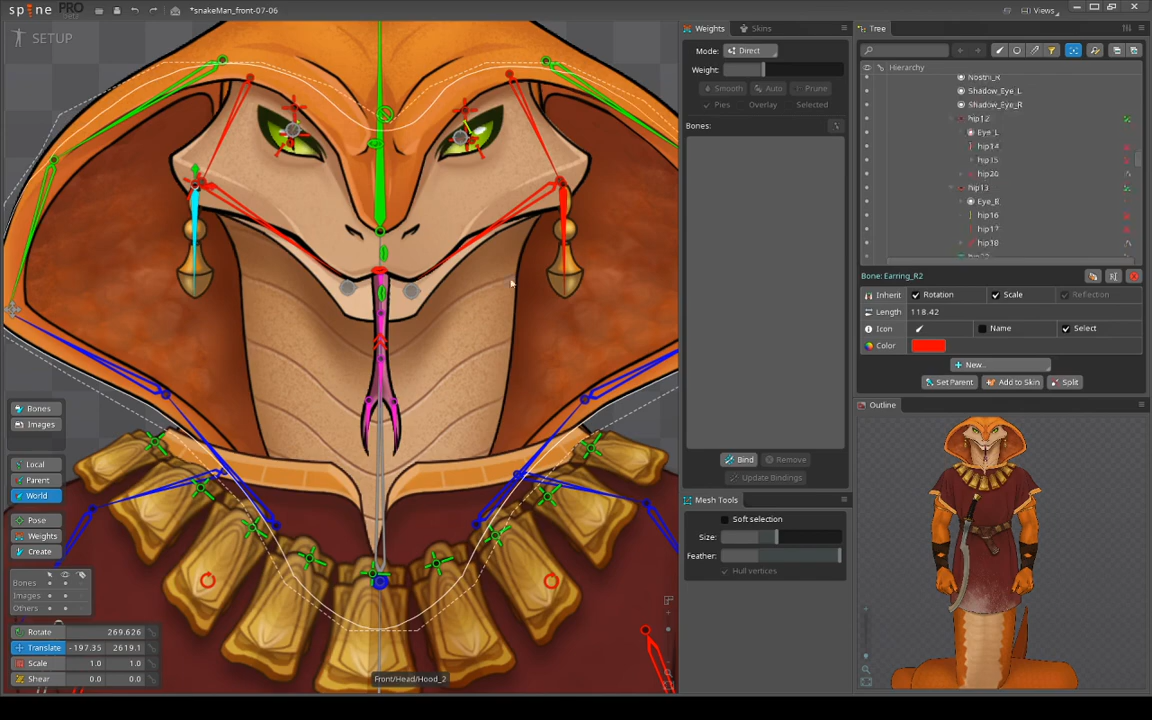 spine PRO
Beta
*snakeMan_front-07-06
Views
SETUP
Weights
Skins
Tree
Mode:
Direct
Weight:
Smooth
Auto
Prune
Pies
Overlay
Selected
Bones:
Hierarchy
Nostril_R
Shadow_Eye_L
Shadow_Eye_R
hip12
Eye_L
hip14
hip15
hip20
hip13
Eye_R
hip16
hip17
hip18
Bone: Earring_R2
Inherit
Rotation
Scale
Reflection
Length
118.42
Icon
Name
Select
Color
New...
Set Parent
Add to Skin
Split
Outline
Bind
Remove
Update Bindings
Mesh Tools
Soft selection
Size:
Feather:
Hull vertices
Bones
Images
Local
Parent
World
Pose
Weights
Create
Bones
Images
Others
Rotate
269.626
Translate
-197.35
2619.1
Scale
1.0
1.0
Shear
0.0
0.0
Front/Head/Hood_2